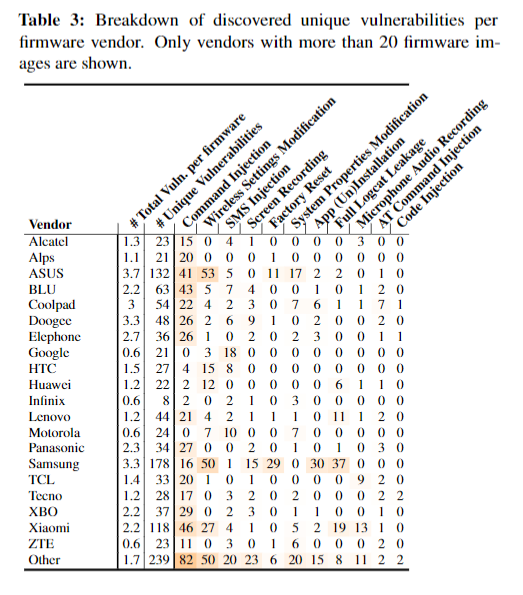 Table 3: Breakdown of discovered unique vulnerabilities per
firmware vendor. Only vendors with more than 20 firmware im-
ages are shown.
Vendor # Total Vuln. per firmware # Unique Vulnerabilities Command Injection Wireless Settings Modification SMS Injection Screen Recording Factory Reset System Properties Modification App (Un)Installation Full Logcat Leakage Microphone Audio Recording AT Command Injection Code Injection
Alcatel 1.3 23 15 0 4 1 0 0 0 0 3 0 0
Alps 1.1 21 20 0 0 0 1 0 0 0 0 0 0
ASUS 3.7 132 41 53 5 0 11 17 2 2 0 1 0
BLU 2.2 63 43 5 7 4 0 0 1 0 1 2 0
Coolpad 3 54 22 4 2 3 0 7 6 1 1 7 1
Doogee 3.3 48 26 2 6 9 1 0 2 0 0 2 0
Elephone 2.7 36 26 1 0 2 0 2 3 0 0 1 1
Google 0.6 21 0 3 18 0 0 0 0 0 0 0 0
HTC 1.5 27 4 15 8 0 0 0 0 0 0 0 0
Huawei 1.2 22 2 12 0 0 0 0 0 6 1 1 0
Infinix 0.6 8 2 0 2 1 0 3 0 0 0 0 0
Lenovo 1.2 44 21 4 2 1 1 1 0 11 1 2 0
Motorola 0.6 24 0 7 10 0 0 7 0 0 0 0 0
Panasonic 2.3 34 27 0 0 2 0 1 0 1 0 3 0
Samsung 3.3 178 16 50 1 15 29 0 30 37 0 0 0
TCL 1.4 33 20 1 0 1 0 0 0 0 9 2 0
Tecno 1.2 28 17 0 3 2 0 2 0 0 0 2 2
XBO 2.2 37 29 0 2 3 0 1 1 0 0 1 0
Xiaomi 2.2 118 46 27 4 1 0 5 2 19 13 1 0
ZTE 0.6 23 11 0 3 0 1 6 0 0 0 2 0
Other 1.7 239 82 50 20 23 6 20 15 8 11 2 2